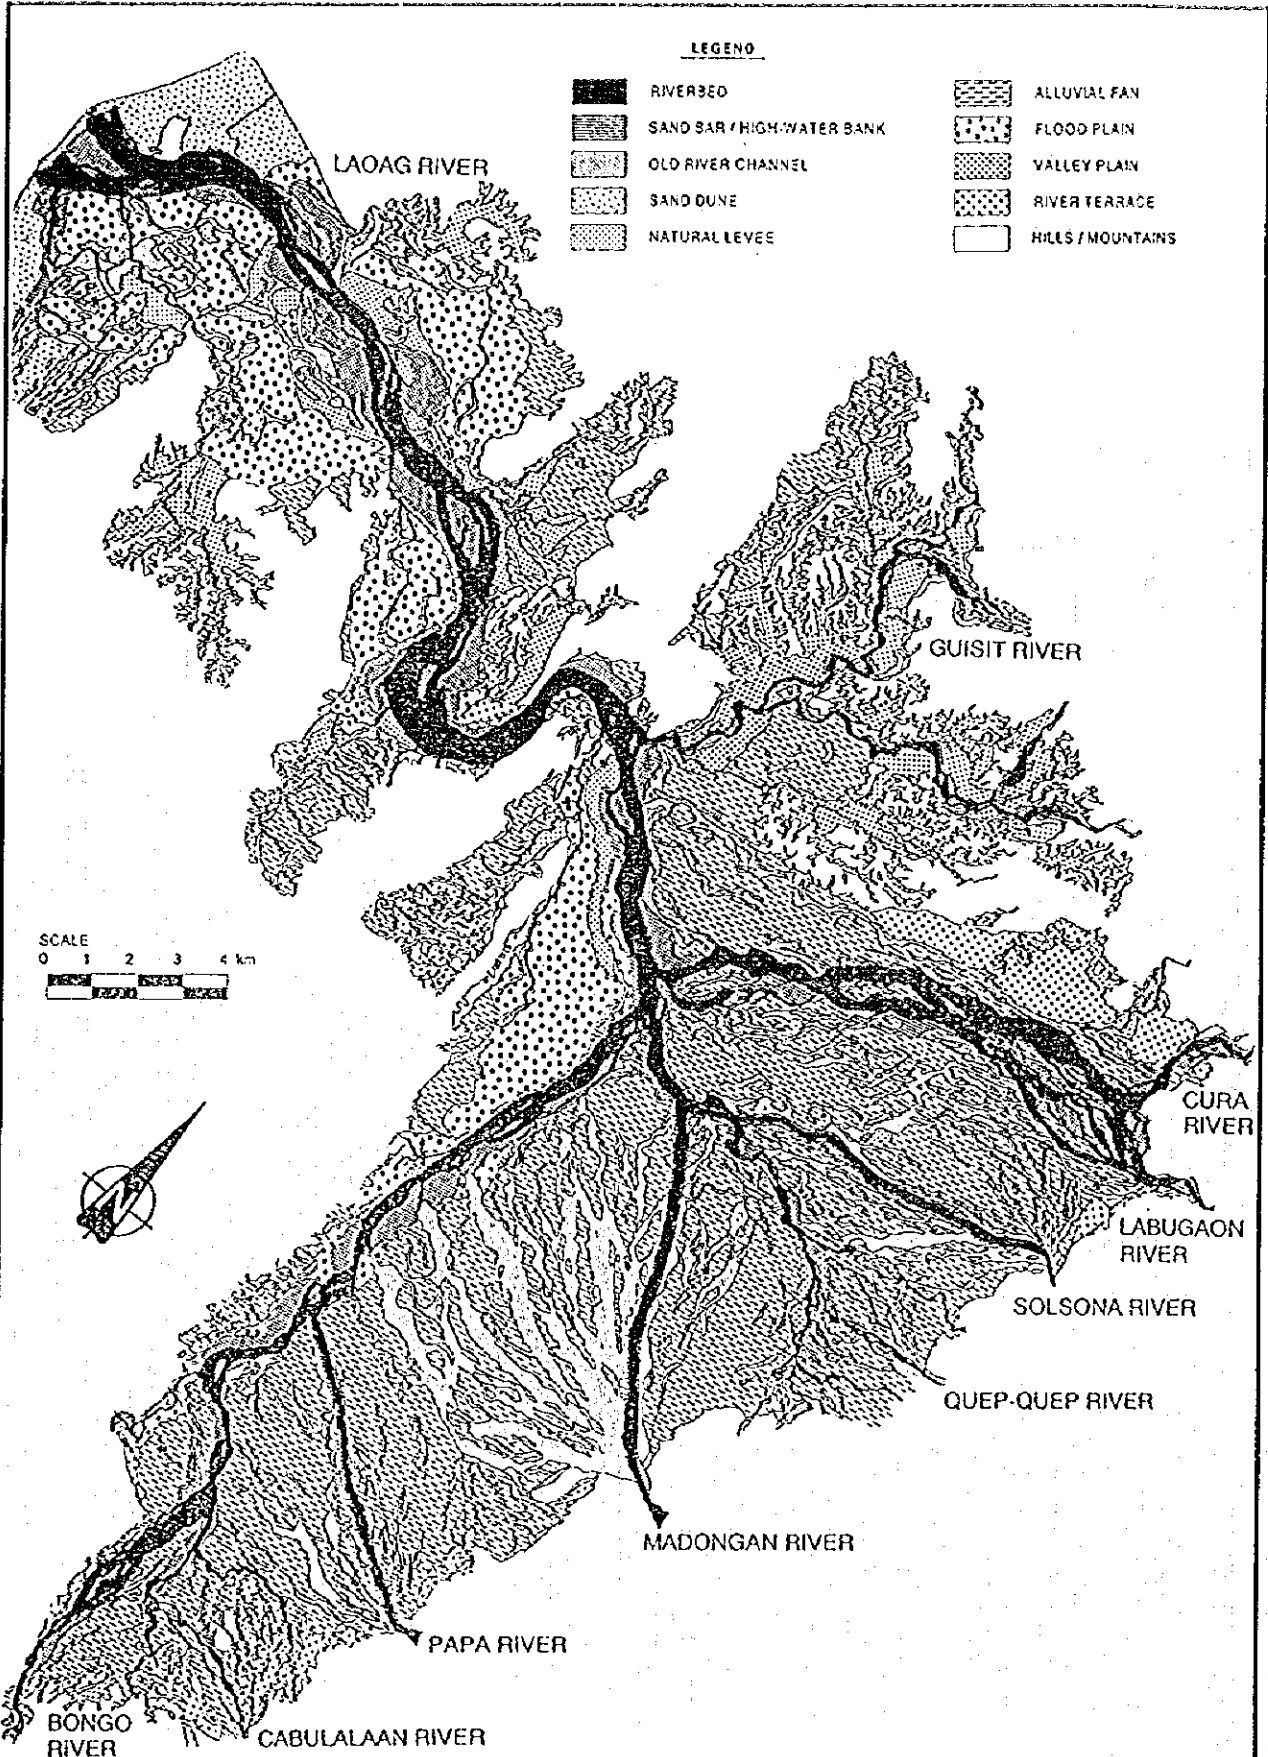 LEGEND
RIVERBED
SAND BAR / HIGH-WATER BANK
OLD RIVER CHANNEL
SAND DUNE
NATURAL LEVEE
ALLUVIAL FAN
FLOOD PLAIN
VALLEY PLAIN
RIVER TERRACE
HILLS / MOUNTAINS
LAOAG RIVER
GUISIT RIVER
SCALE
0 1 2 3 4 km
CURA
RIVER
LABUGAON
RIVER
SOLSONA RIVER
QUEP-QUEP RIVER
MADONGAN RIVER
PAPA RIVER
BONGO
RIVER
CABULALAAN RIVER